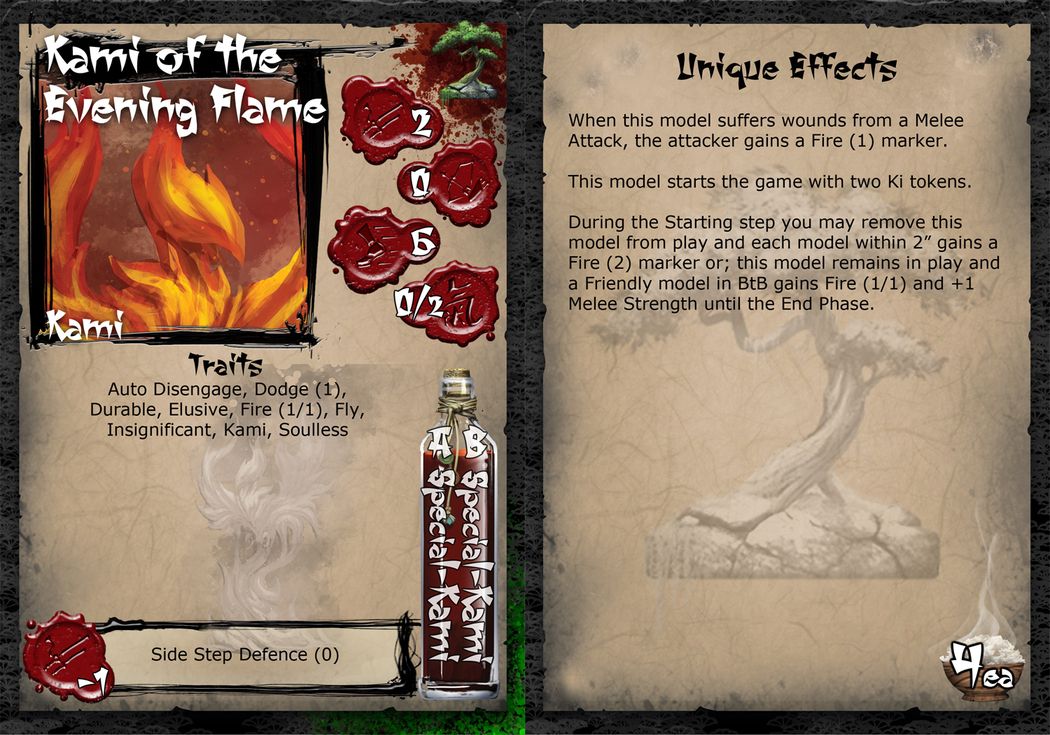 Kami of the
Evening Flame
2
0
6
0/2
氣
Kami
Traits
Auto Disengage, Dodge (1),
Durable, Elusive, Fire (1/1), Fly,
Insignificant, Kami, Soulless
A Special-Kami
B Special-Kami
Side Step Defence (0)
-1
Unique Effects
When this model suffers wounds from a Melee
Attack, the attacker gains a Fire (1) marker.
This model starts the game with two Ki tokens.
During the Starting step you may remove this
model from play and each model within 2” gains a
Fire (2) marker or; this model remains in play and
a Friendly model in BtB gains Fire (1/1) and +1
Melee Strength until the End Phase.
4ea